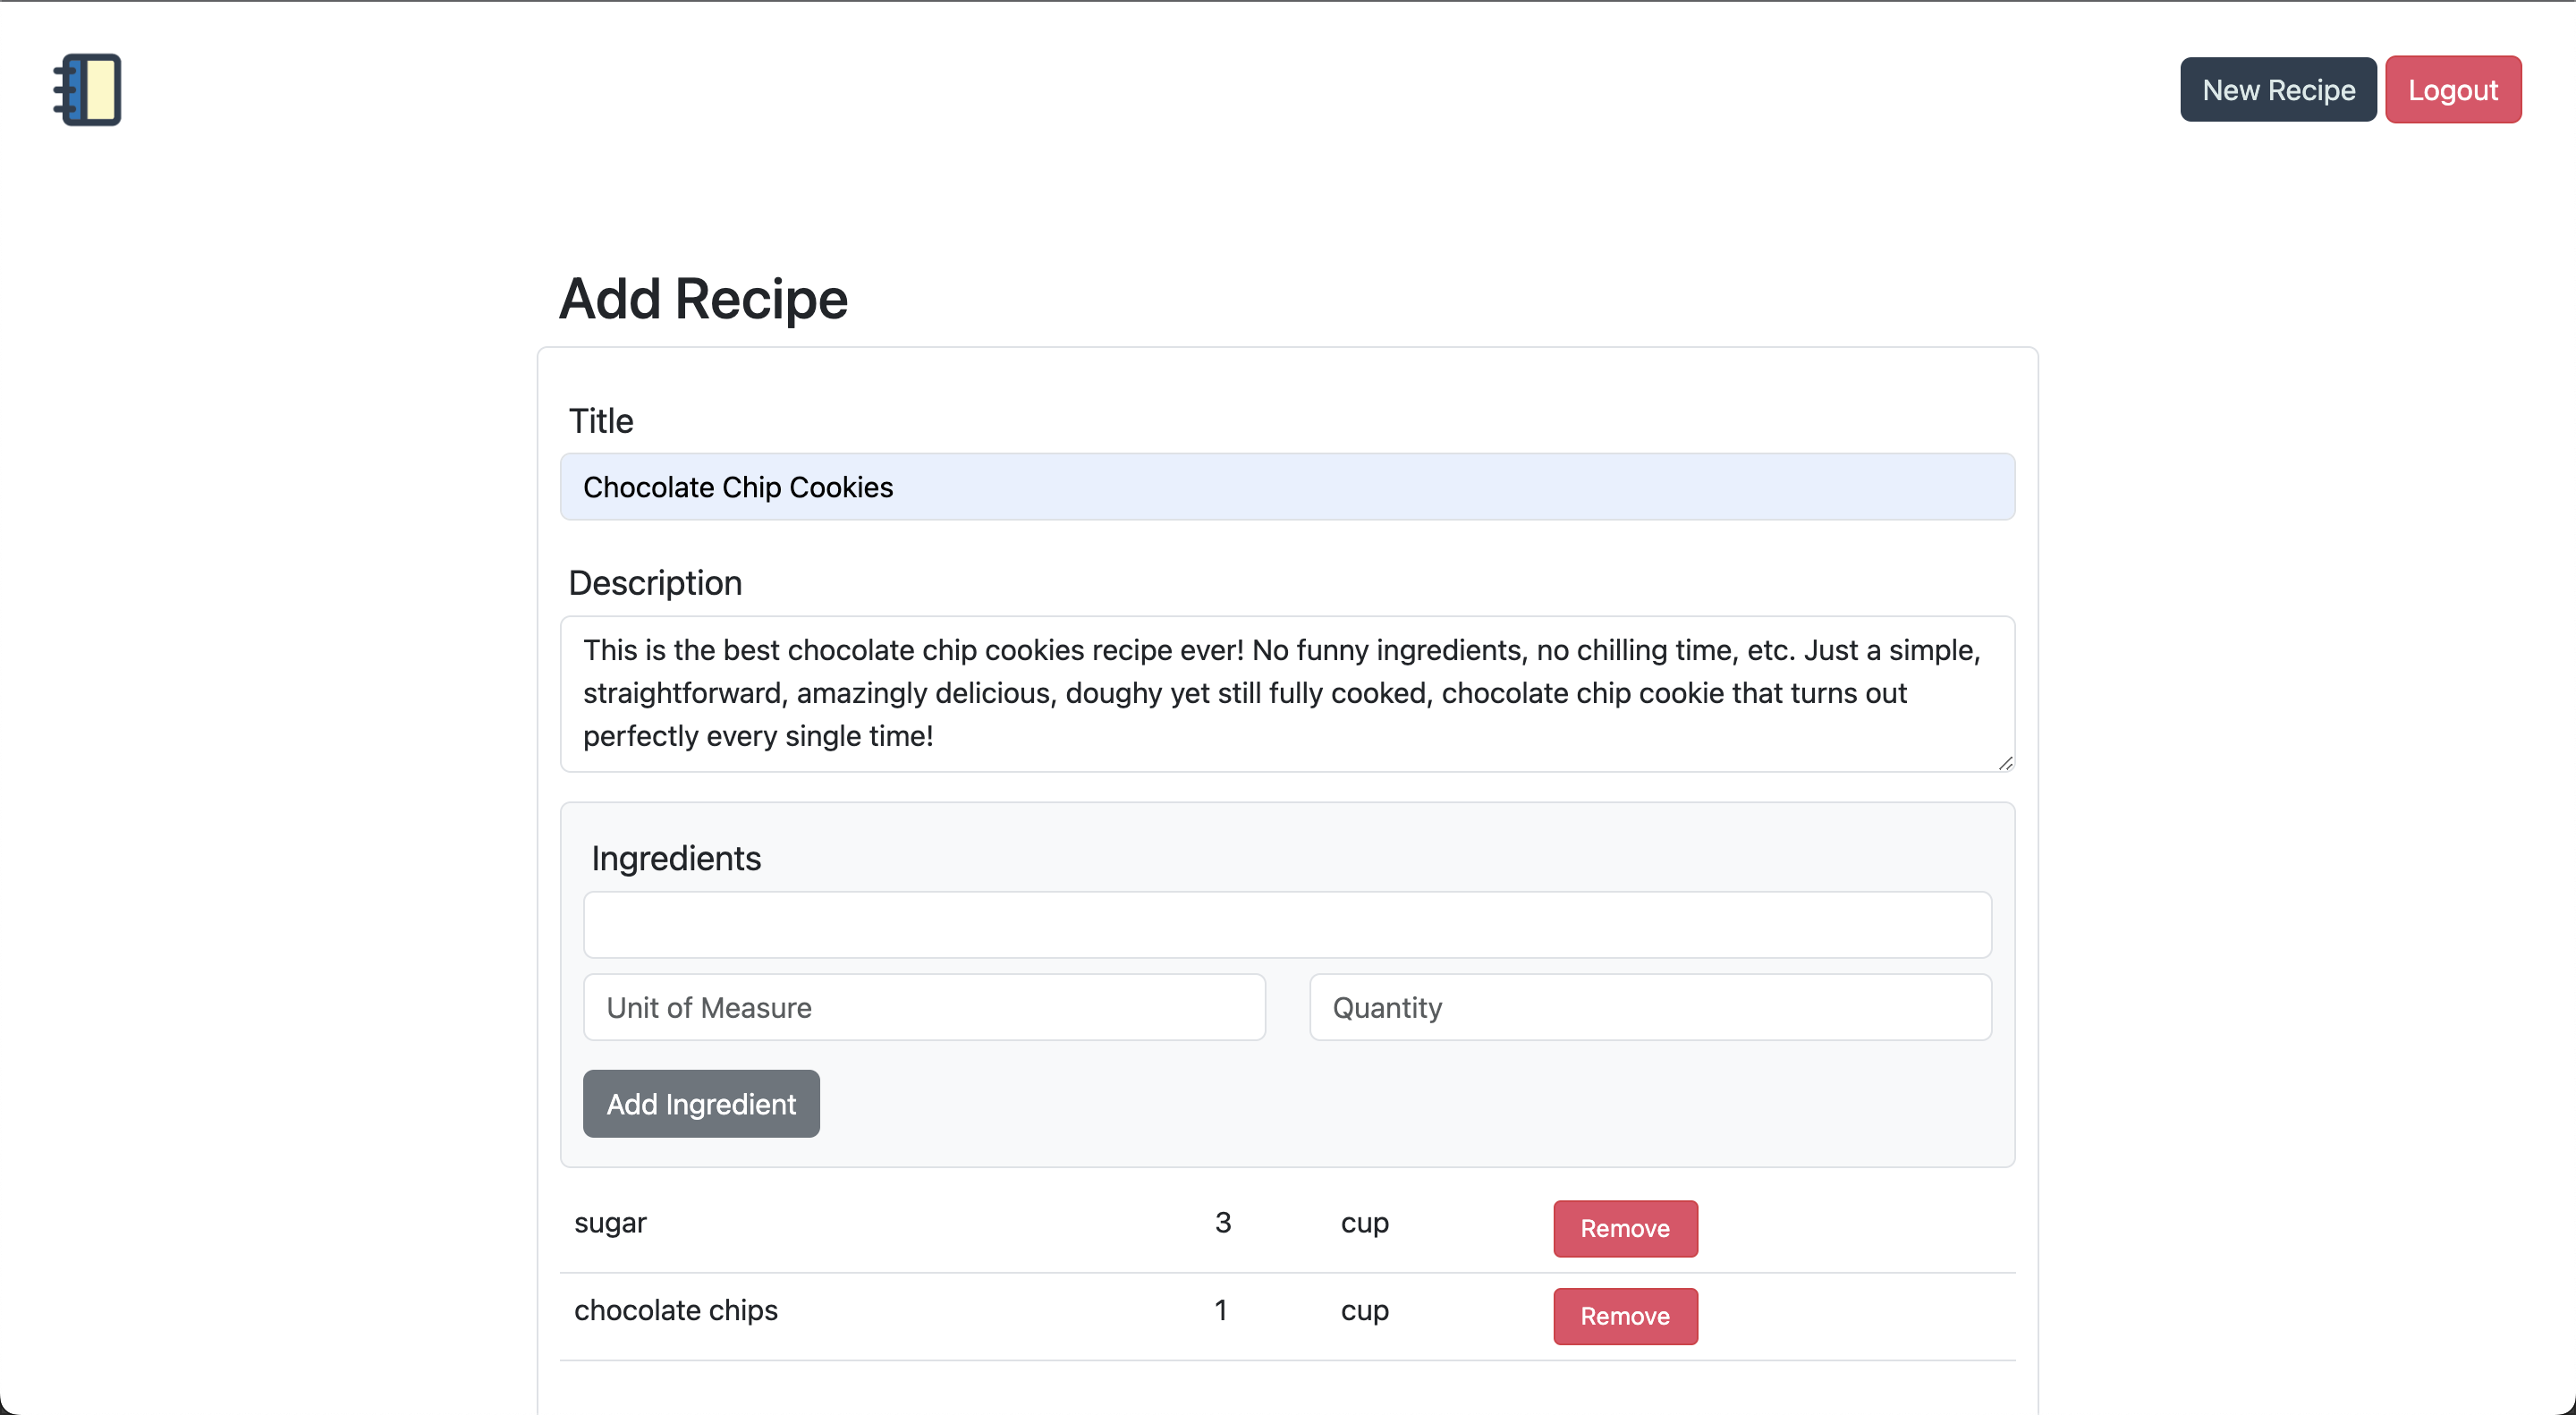 New Recipe
Logout
Add Recipe
Title
Chocolate Chip Cookies
Description
This is the best chocolate chip cookies recipe ever! No funny ingredients, no chilling time, etc. Just a simple,
straightforward, amazingly delicious, doughy yet still fully cooked, chocolate chip cookie that turns out
perfectly every single time!
Ingredients
Unit of Measure
Quantity
Add Ingredient
sugar 3 cup Remove
chocolate chips 1 cup Remove